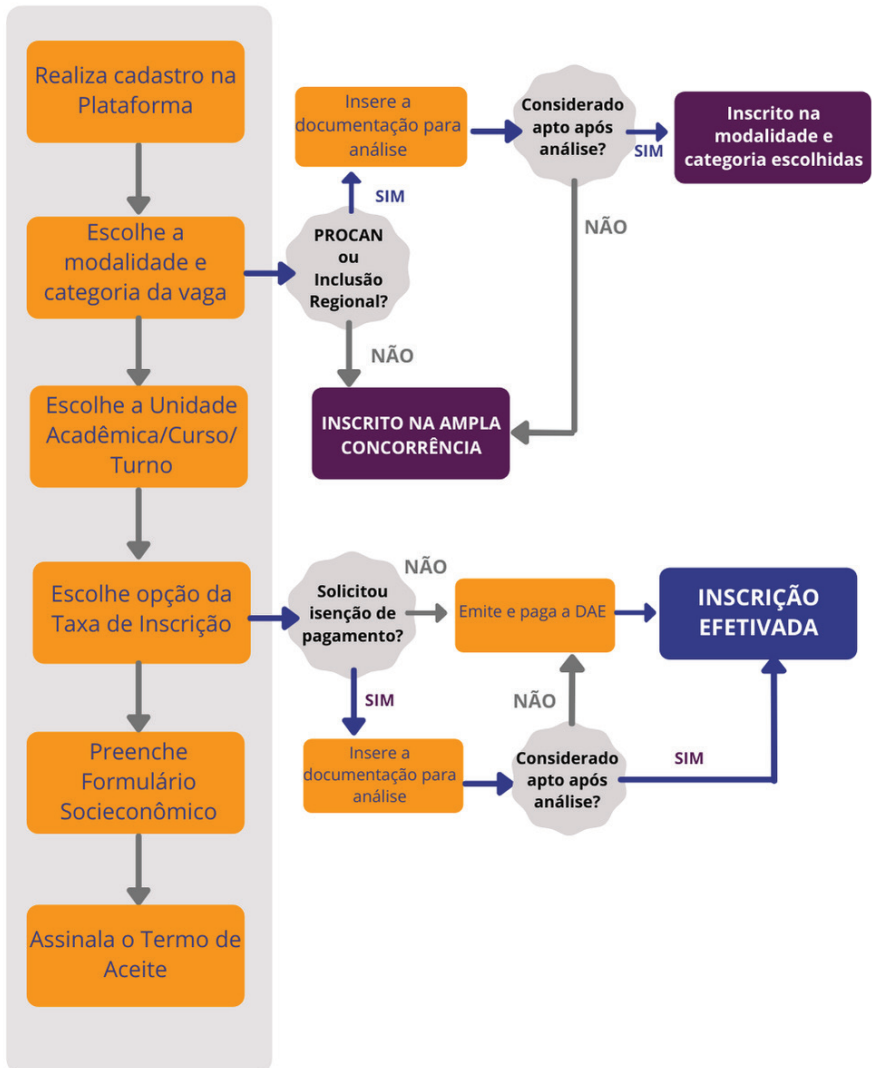 Realiza cadastro na
Plataforma
Escolhe a
modalidade e
categoria da vaga
Escolhe a Unidade
Acadêmica/Curso/
Turno
Escolhe opção da
Taxa de Inscrição
Preenche
Formulário
Socieconômico
Assinala o Termo de
Aceite
PROCAN
ou
Inclusão
Regional?
SIM
Insere a
documentação para
análise
Considerado
apto após
análise?
SIM
Inscrito na
modalidade e
categoria escolhidas
NÃO
NÃO
INSCRITO NA AMPLA
CONCORRÊNCIA
Solicitou
isenção de
pagamento?
NÃO
Emite e paga a DAE
INSCRIÇÃO
EFETIVADA
SIM
Insere a
documentação para
análise
Considerado
apto após
análise?
NÃO
SIM